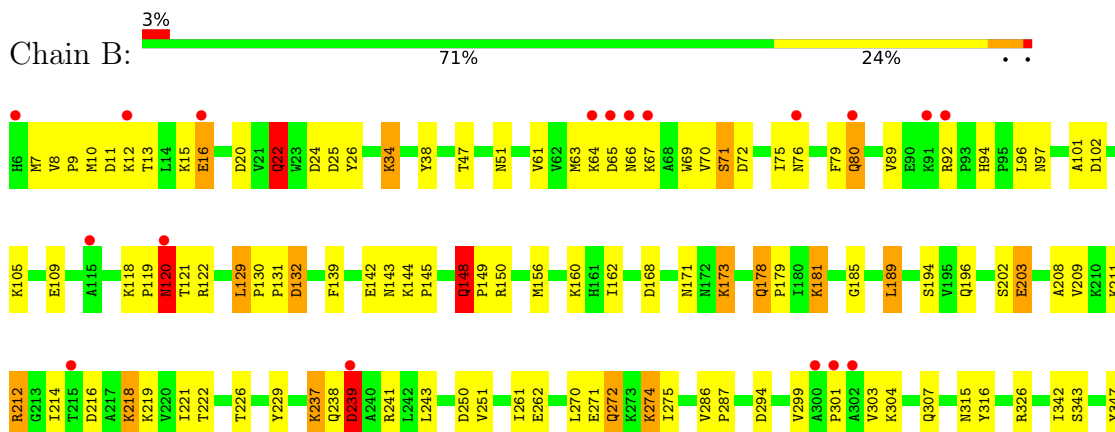 3%
Chain B:
71% 24% • •
H6 M7 V8 P9 M10 D11 K12 T13 L14 K15 E16 D20 V21 Q22 W23 D24 D25 Y26 K34 Y38 T47 N51 V61 V62 M63 K64 D65 N66 K67 A68 W69 V70 S71 D72 I75 N76 F79 Q80 V89 E90 K91 R92 P93 H94 P95 L96 N97 A101 D102
K105 E109 A115 K118 P119 N120 T121 R122 L129 P130 P131 D132 F139 E142 N143 K144 P145 Q148 P149 R150 M156 K160 H161 I162 D168 N171 N172 K173 Q178 P179 I180 K181 G185 L189 S194 V195 Q196 S202 E203 A208 V209 K210 K211
R212 G213 I214 T215 D216 A217 K218 K219 V220 I221 T222 T226 Y229 K237 Q238 D239 A240 R241 L242 L243 D250 V251 I261 E262 L270 E271 Q272 K273 K274 I275 V286 P287 D294 V299 A300 P301 A302 V303 K304 Q307 N315 Y316 R326 I342 S343